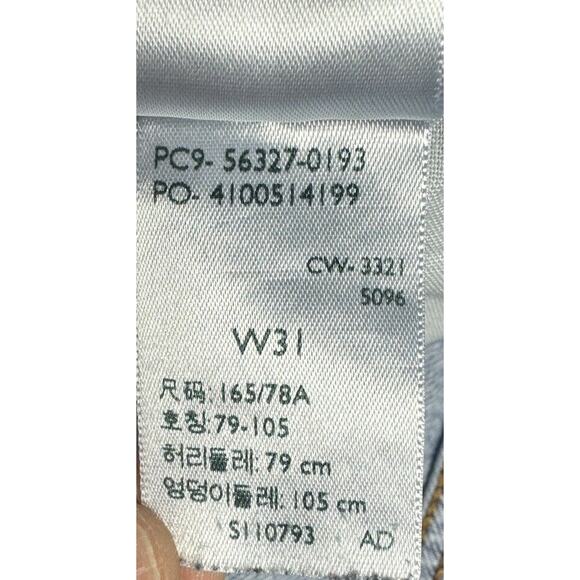 PC9- 56327-0193
PO- 4100514199
CW- 3321
5096
W31
尺码: 165/78A
호칭: 79-105
허리둘레: 79 cm
엉덩이둘레: 105 cm
S110793 AD